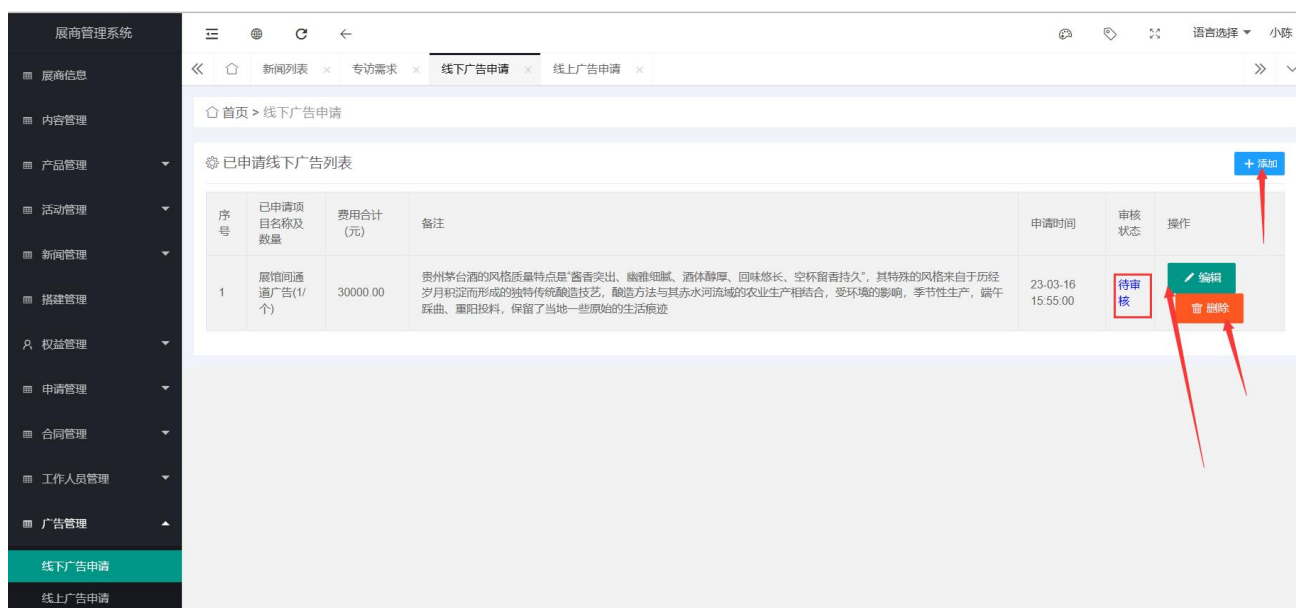 展商管理系统
语言选择
小陈
新闻列表 ×
专访需求 ×
线下广告申请 ×
线上广告申请 ×
首页 > 线下广告申请
已申请线下广告列表
+ 添加
序
号
已申请项
目名称及
数量
费用合计
(元)
备注
申请时间
审核
状态
操作
1
展馆间通
道广告(1/
个)
30000.00
贵州茅台酒的风格质量特点是“酱香突出、幽雅细腻、酒体醇厚、回味悠长、空杯留香持久”，其特殊的风格来自于历经
岁月积淀而形成的独特传统酿造技艺，酿造方法与其赤水河流域的农业生产相结合，受环境的影响，季节性生产，端午
踩曲、重阳投料，保留了当地一些原始的生活痕迹
23-03-16
15:55:00
待审
核
编辑
删除
展商信息
内容管理
产品管理
活动管理
新闻管理
搭建管理
权益管理
申请管理
合同管理
工作人员管理
广告管理
线下广告申请
线上广告申请